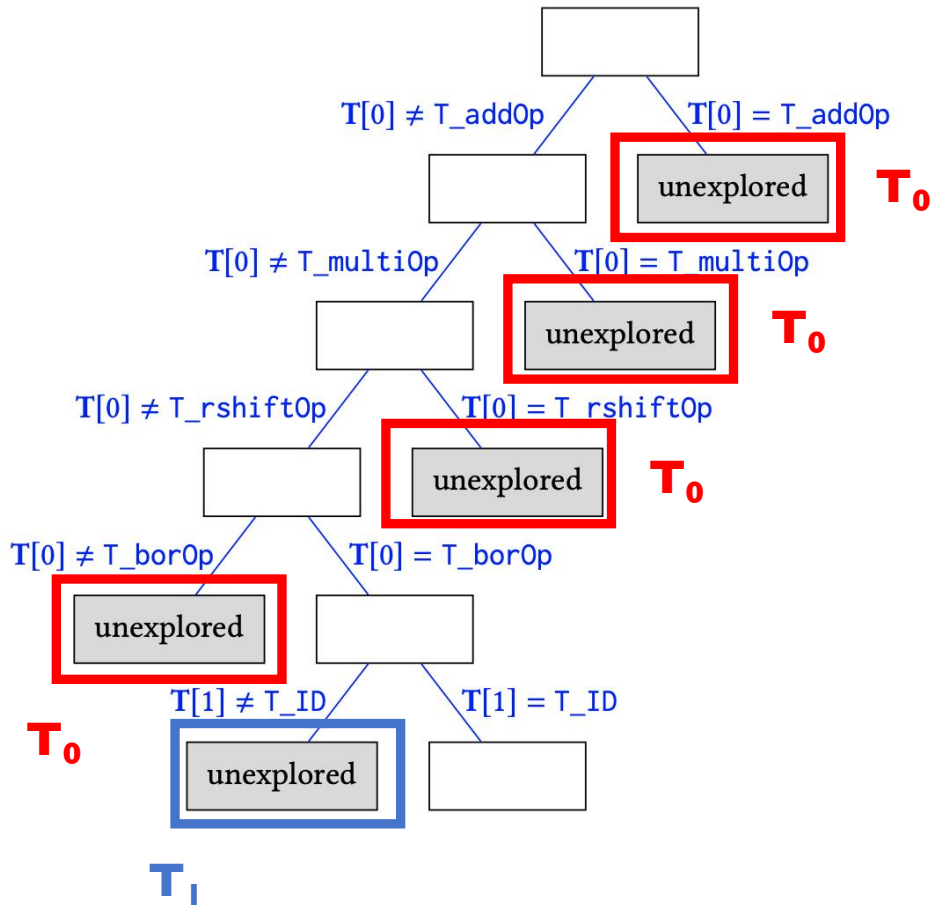 T[0] ≠ T_addOp
T[0] = T_addOp
unexplored
T₀
T[0] ≠ T_multiOp
T[0] = T_multiOp
unexplored
T₀
T[0] ≠ T_rshiftOp
T[0] = T_rshiftOp
unexplored
T₀
T[0] ≠ T_borOp
T[0] = T_borOp
unexplored
T₀
T[1] ≠ T_ID
T[1] = T_ID
unexplored
T₁